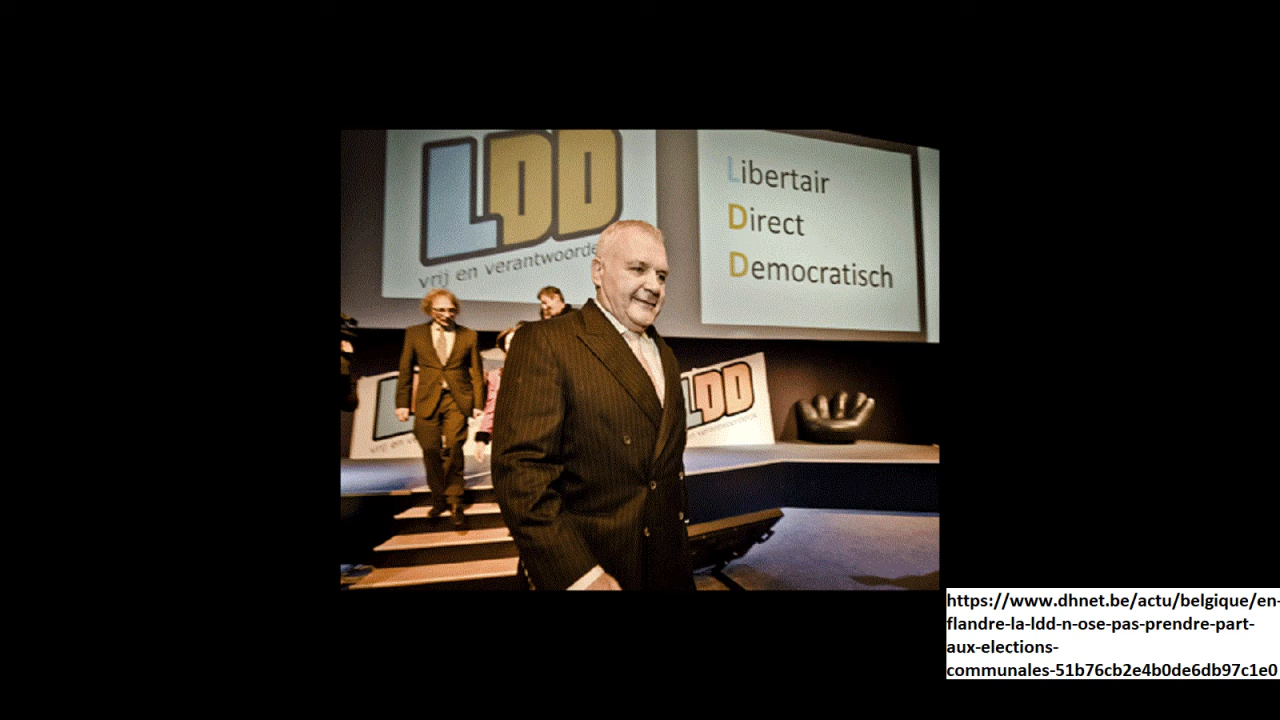 LDD
vrij en verantwoorde
Libertair
Direct
Democratisch
LDD
https://www.dhnet.be/actu/belgique/en-
flandre-la-ldd-n-ose-pas-prendre-part-
aux-elections-
communales-51b76cb2e4b0de6db97c1e0